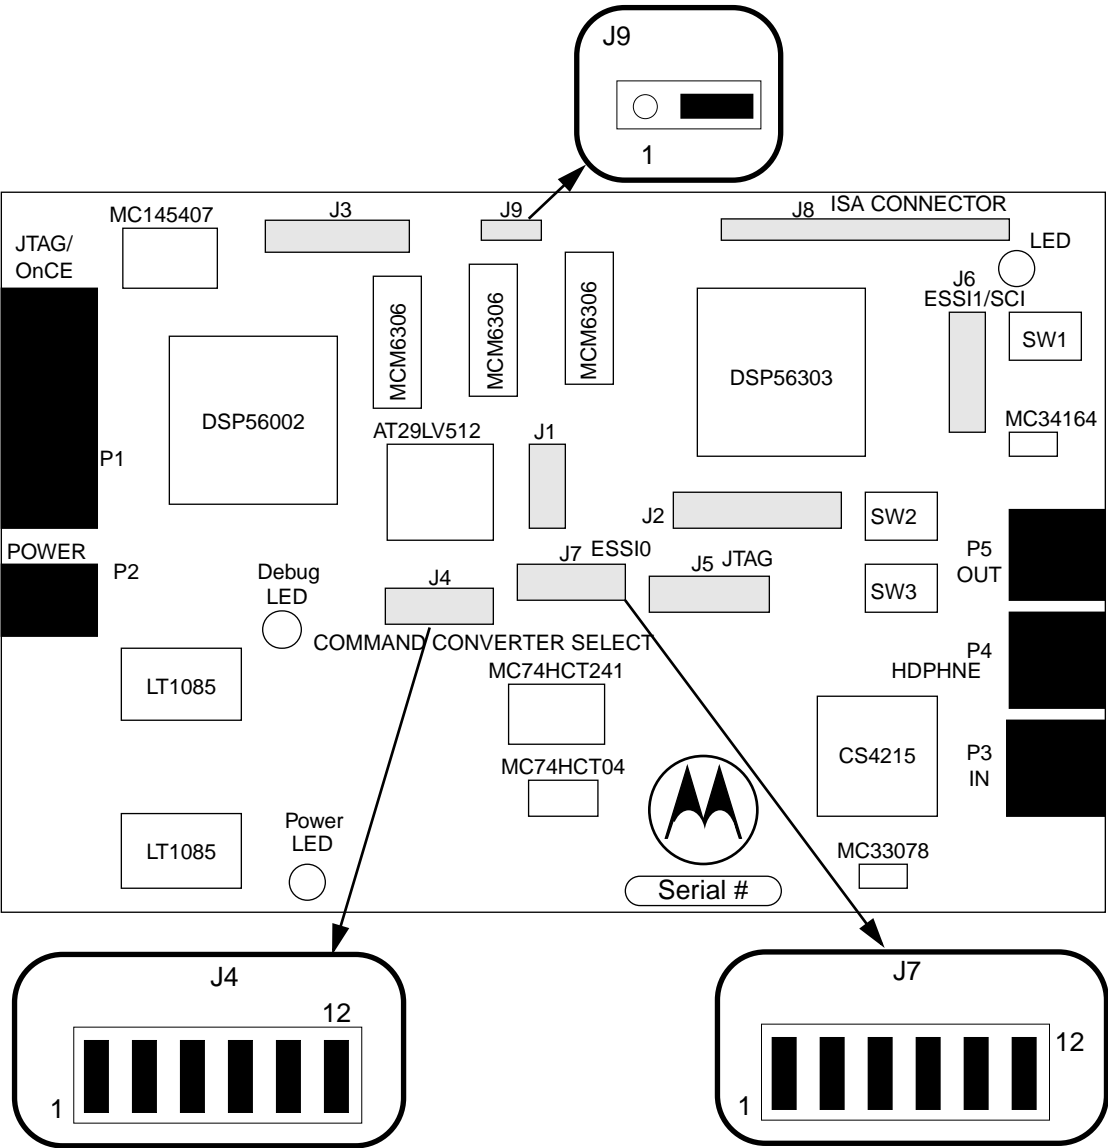 J9
1
MC145407
J3
J9
J8
ISA CONNECTOR
JTAG/
OnCE
LED
J6
ESSI1/SCI
MCM6306
MCM6306
MCM6306
SW1
DSP56002
DSP56303
AT29LV512
J1
MC34164
P1
J2
SW2
POWER
P2
Debug
LED
J4
J7
ESSI0
J5
JTAG
P5
OUT
SW3
COMMAND CONVERTER SELECT
MC74HCT241
P4
HDPHNE
LT1085
CS4215
P3
IN
MC74HCT04
Power
LED
LT1085
MC33078
Serial #
J4
12
1
J7
12
1